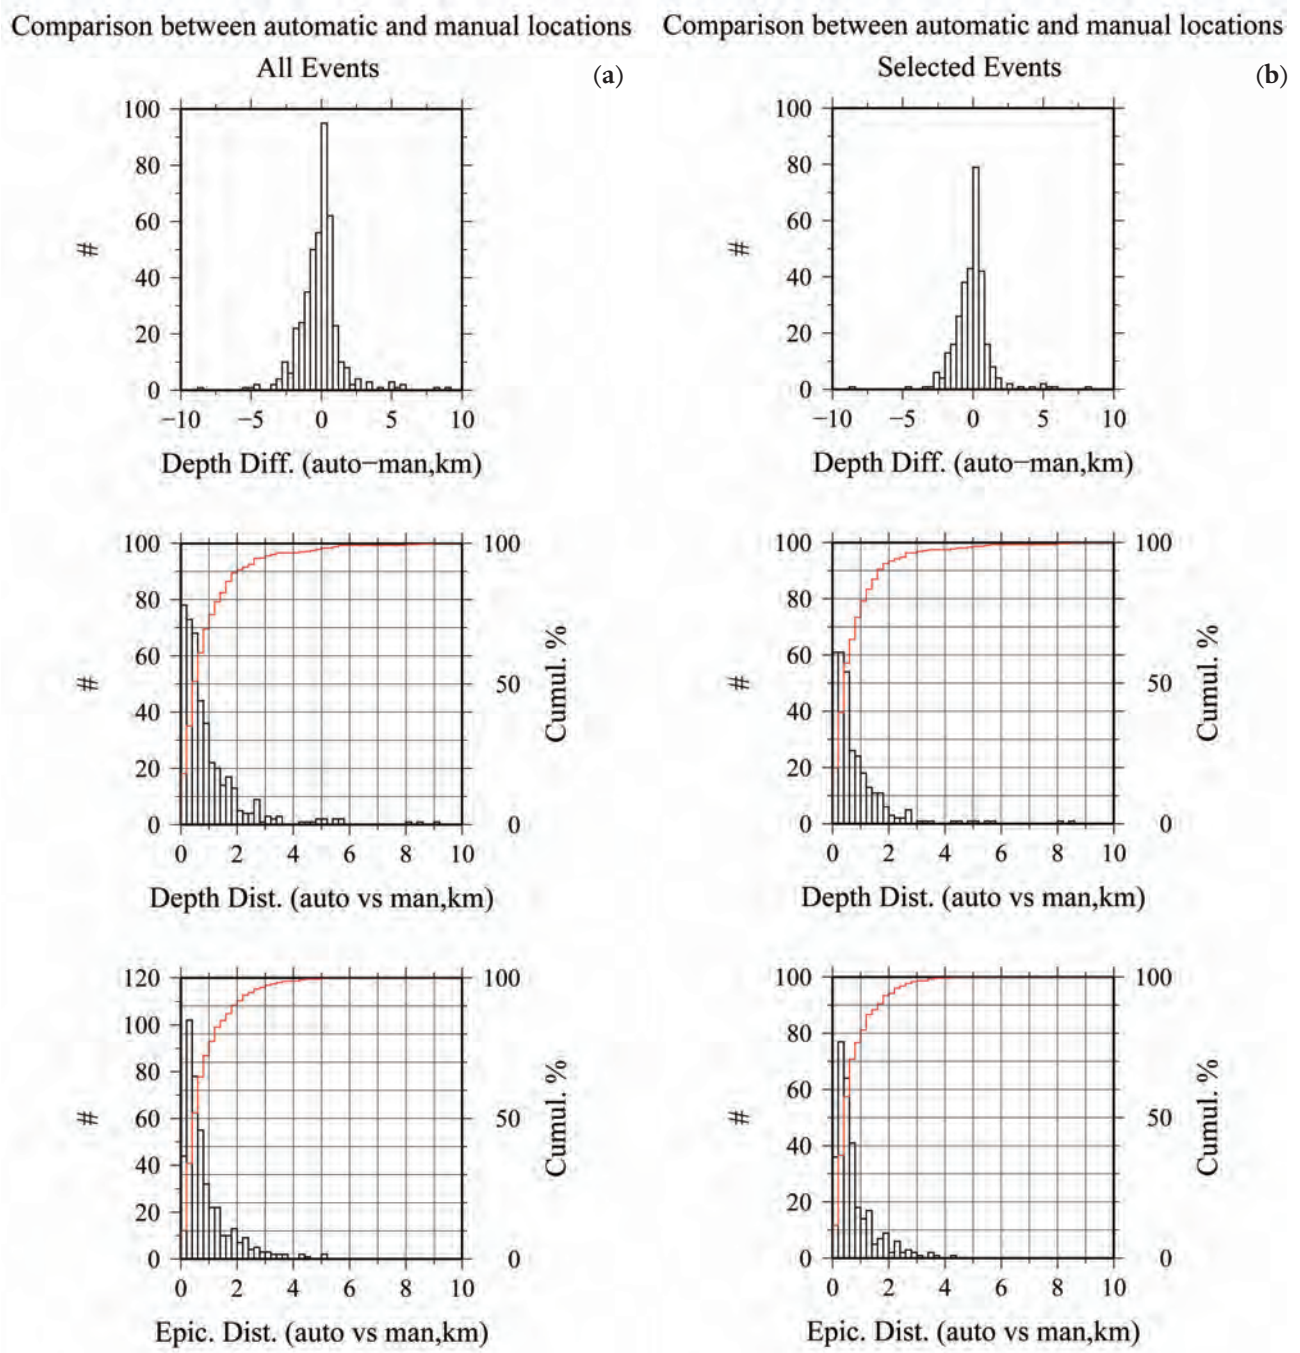 Comparison between automatic and manual locations
All Events
(a)
100
80
60
40
20
0
#
−10 −5 0 5 10
Depth Diff. (auto−man,km)
100
80
60
40
20
0
#
100
50
0
Cumul. %
0 2 4 6 8 10
Depth Dist. (auto vs man,km)
120
100
80
60
40
20
0
#
100
50
0
Cumul. %
0 2 4 6 8 10
Epic. Dist. (auto vs man,km)
Comparison between automatic and manual locations
Selected Events
(b)
100
80
60
40
20
0
#
−10 −5 0 5 10
Depth Diff. (auto−man,km)
100
80
60
40
20
0
#
100
50
0
Cumul. %
0 2 4 6 8 10
Depth Dist. (auto vs man,km)
100
80
60
40
20
0
#
100
50
0
Cumul. %
0 2 4 6 8 10
Epic. Dist. (auto vs man,km)